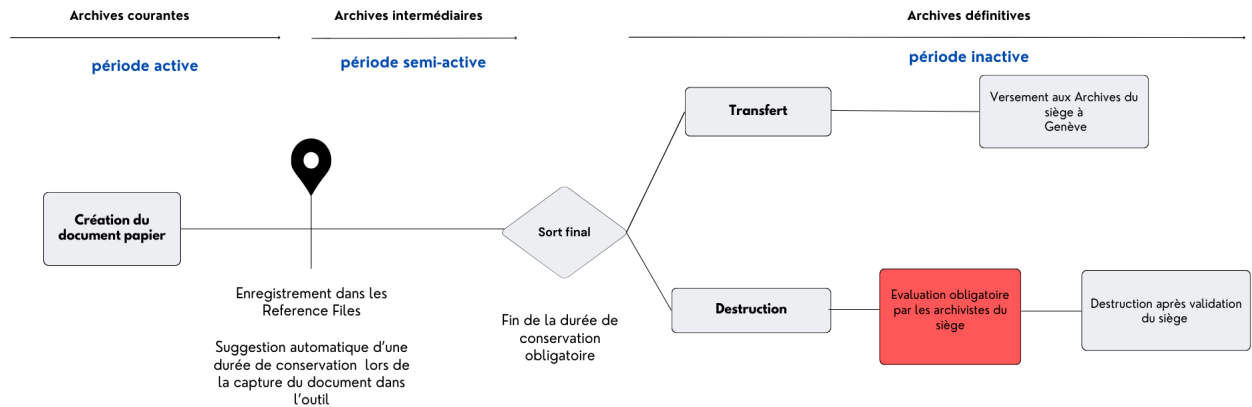 Archives courantes
Archives intermédiaires
Archives définitives
période active
période semi-active
période inactive
Transfert
Versement aux Archives du
siège à
Genève
Création du
document papier
Sort final
Enregistrement dans les
Reference Files
Suggestion automatique d'une
durée de conservation lors de
la capture du document dans
l'outil
Fin de la durée de
conservation
obligatoire
Destruction
Evaluation obligatoire
par les archivistes du
siège
Destruction après validation
du siège